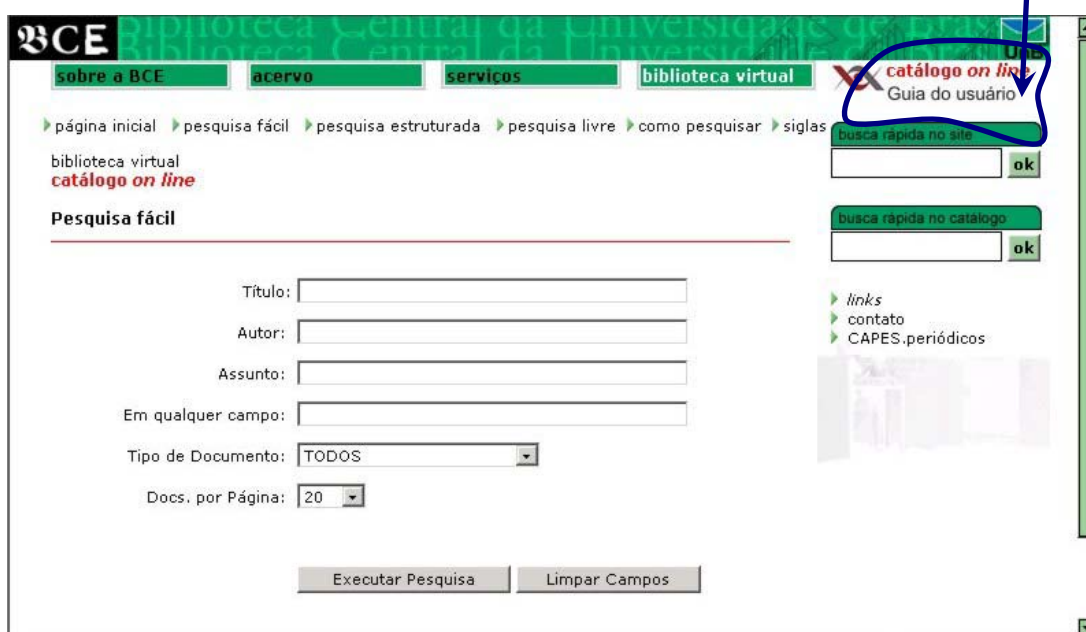 BCE Biblioteca Central da Universidade de Bras
UnB
sobre a BCE acervo serviços biblioteca virtual
catálogo on line
Guia do usuário
página inicial pesquisa fácil pesquisa estruturada pesquisa livre como pesquisar siglas
busca rápida no site
ok
biblioteca virtual
catálogo on line
Pesquisa fácil
busca rápida no catálogo
ok
Título:
Autor:
Assunto:
Em qualquer campo:
Tipo de Documento: TODOS
Docs. por Página: 20
links
contato
CAPES.periódicos
Executar Pesquisa Limpar Campos